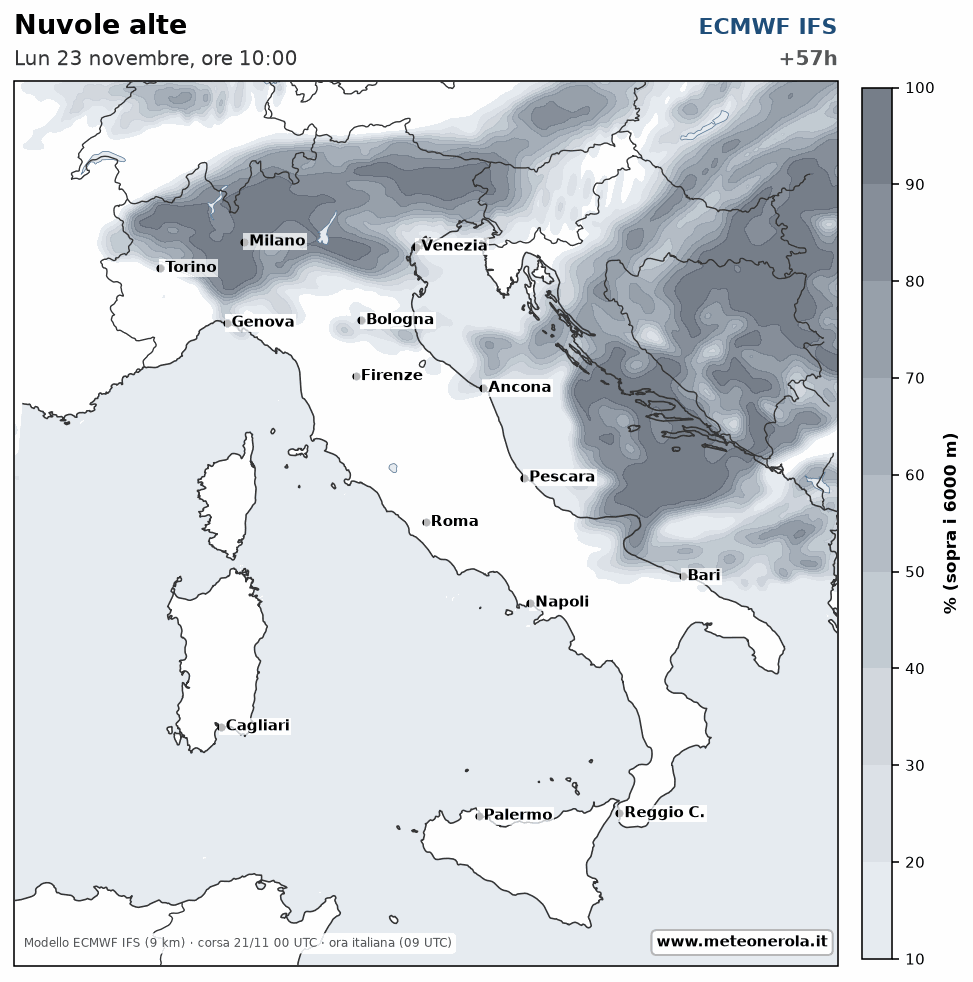 Nuvole alte
ECMWF IFS
Lun 23 novembre, ore 10:00
+57h
100
90
80
70
60
50
40
30
20
10
% (sopra i 6000 m)
Milano
Venezia
Torino
Genova
Bologna
Firenze
Ancona
Pescara
Roma
Bari
Napoli
Cagliari
Palermo
Reggio C.
Modello ECMWF IFS (9 km) · corsa 21/11 00 UTC · ora italiana (09 UTC)
www.meteonerola.it